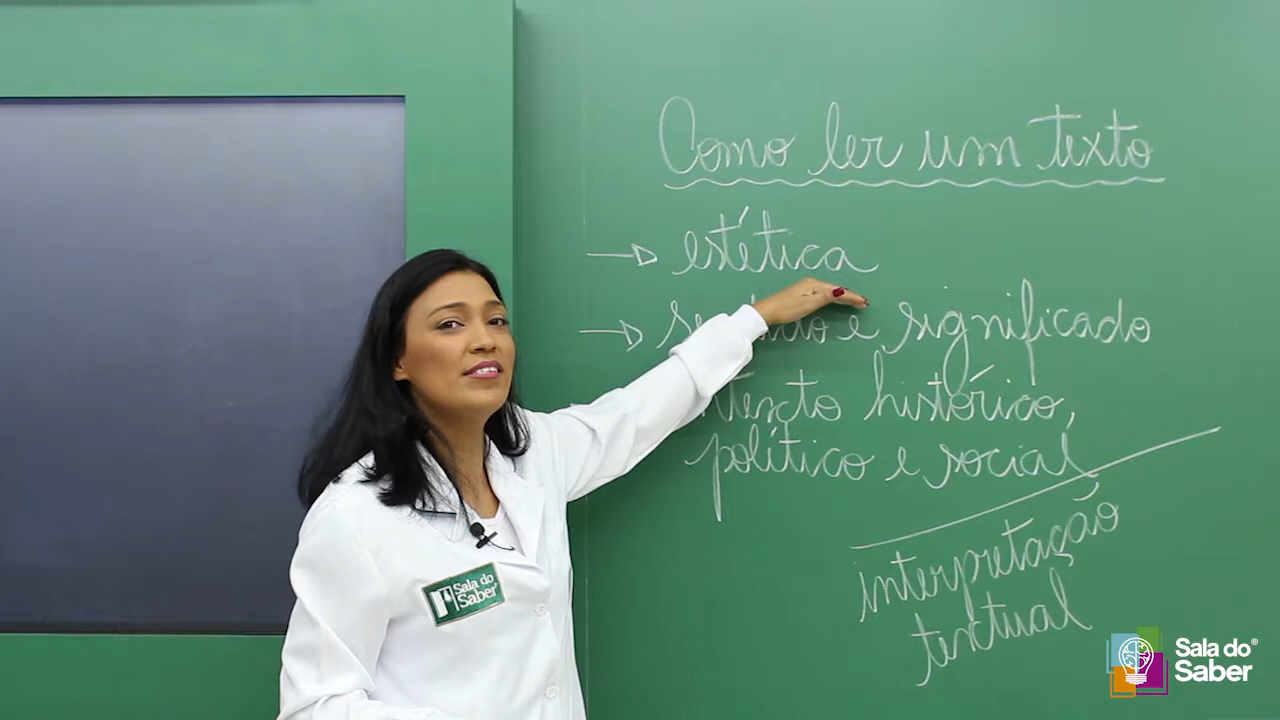 Como ler um texto
estética
e significado
histórico,
político e social
interpretação
textual
Sala do
Saber
Sala do
Saber